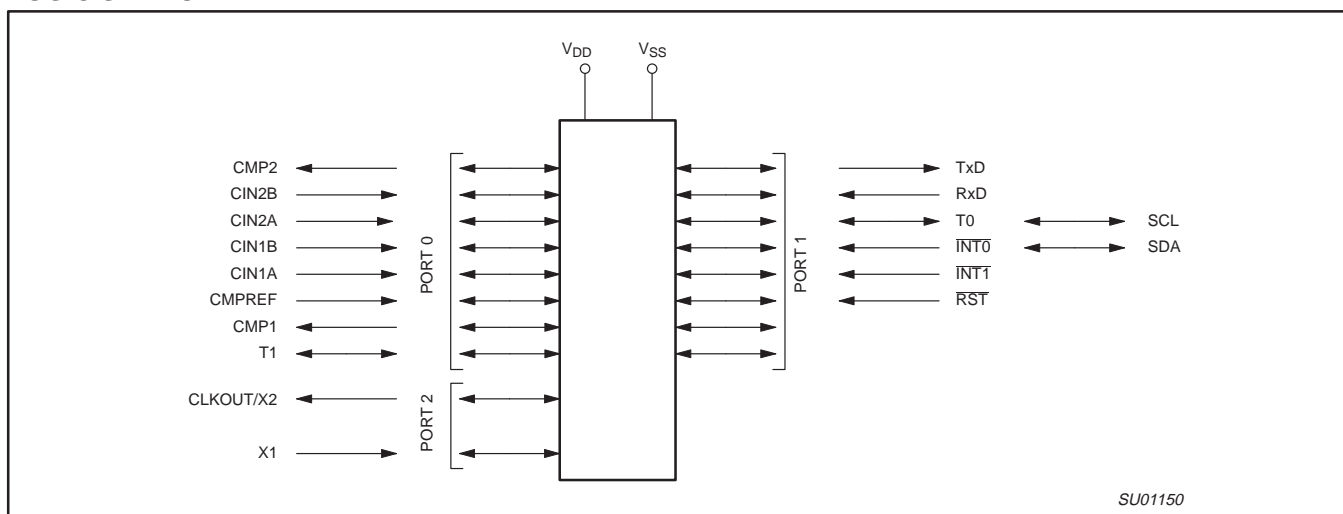 VDD VSS
CMP2 TxD
CIN2B RxD
CIN2A T0 SCL
CIN1B INT0 SDA
CIN1A INT1
CMPREF RST
CMP1
T1
PORT 0
PORT 1
CLKOUT/X2
X1
PORT 2
SU01150